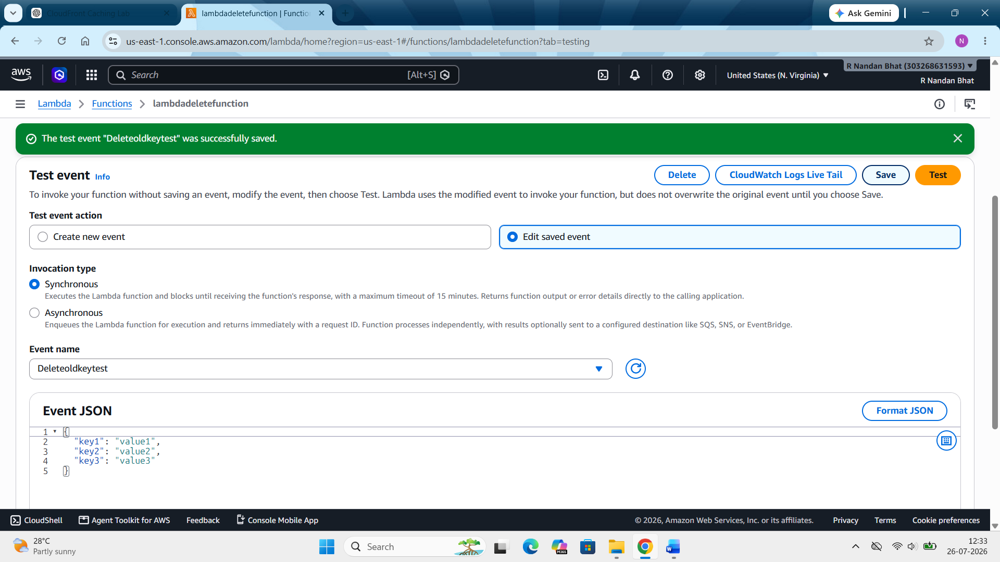 CloudFront Caching Lab
lambdadeletefunction | Functio
Ask Gemini
us-east-1.console.aws.amazon.com/lambda/home?region=us-east-1#/functions/lambdadeletefunction?tab=testing
N
aws
Search
[Alt+S]
United States (N. Virginia)
R Nandan Bhat (303268631593)
R Nandan Bhat
Lambda
Functions
lambdadeletefunction
The test event "Deleteoldkeytest" was successfully saved.
Test event Info
Delete
CloudWatch Logs Live Tail
Save
Test
To invoke your function without saving an event, modify the event, then choose Test. Lambda uses the modified event to invoke your function, but does not overwrite the original event until you choose Save.
Test event action
Create new event
Edit saved event
Invocation type
Synchronous
Executes the Lambda function and blocks until receiving the function's response, with a maximum timeout of 15 minutes. Returns function output or error details directly to the calling application.
Asynchronous
Enqueues the Lambda function for execution and returns immediately with a request ID. Function processes independently, with results optionally sent to a configured destination like SQS, SNS, or EventBridge.
Event name
Deleteoldkeytest
Event JSON
Format JSON
1 {
2 "key1": "value1",
3 "key2": "value2",
4 "key3": "value3"
5 }
CloudShell
Agent Toolkit for AWS
Feedback
Console Mobile App
© 2026, Amazon Web Services, Inc. or its affiliates.
Privacy
Terms
Cookie preferences
28°C
Partly sunny
Search
M365
W
12:33
26-07-2026